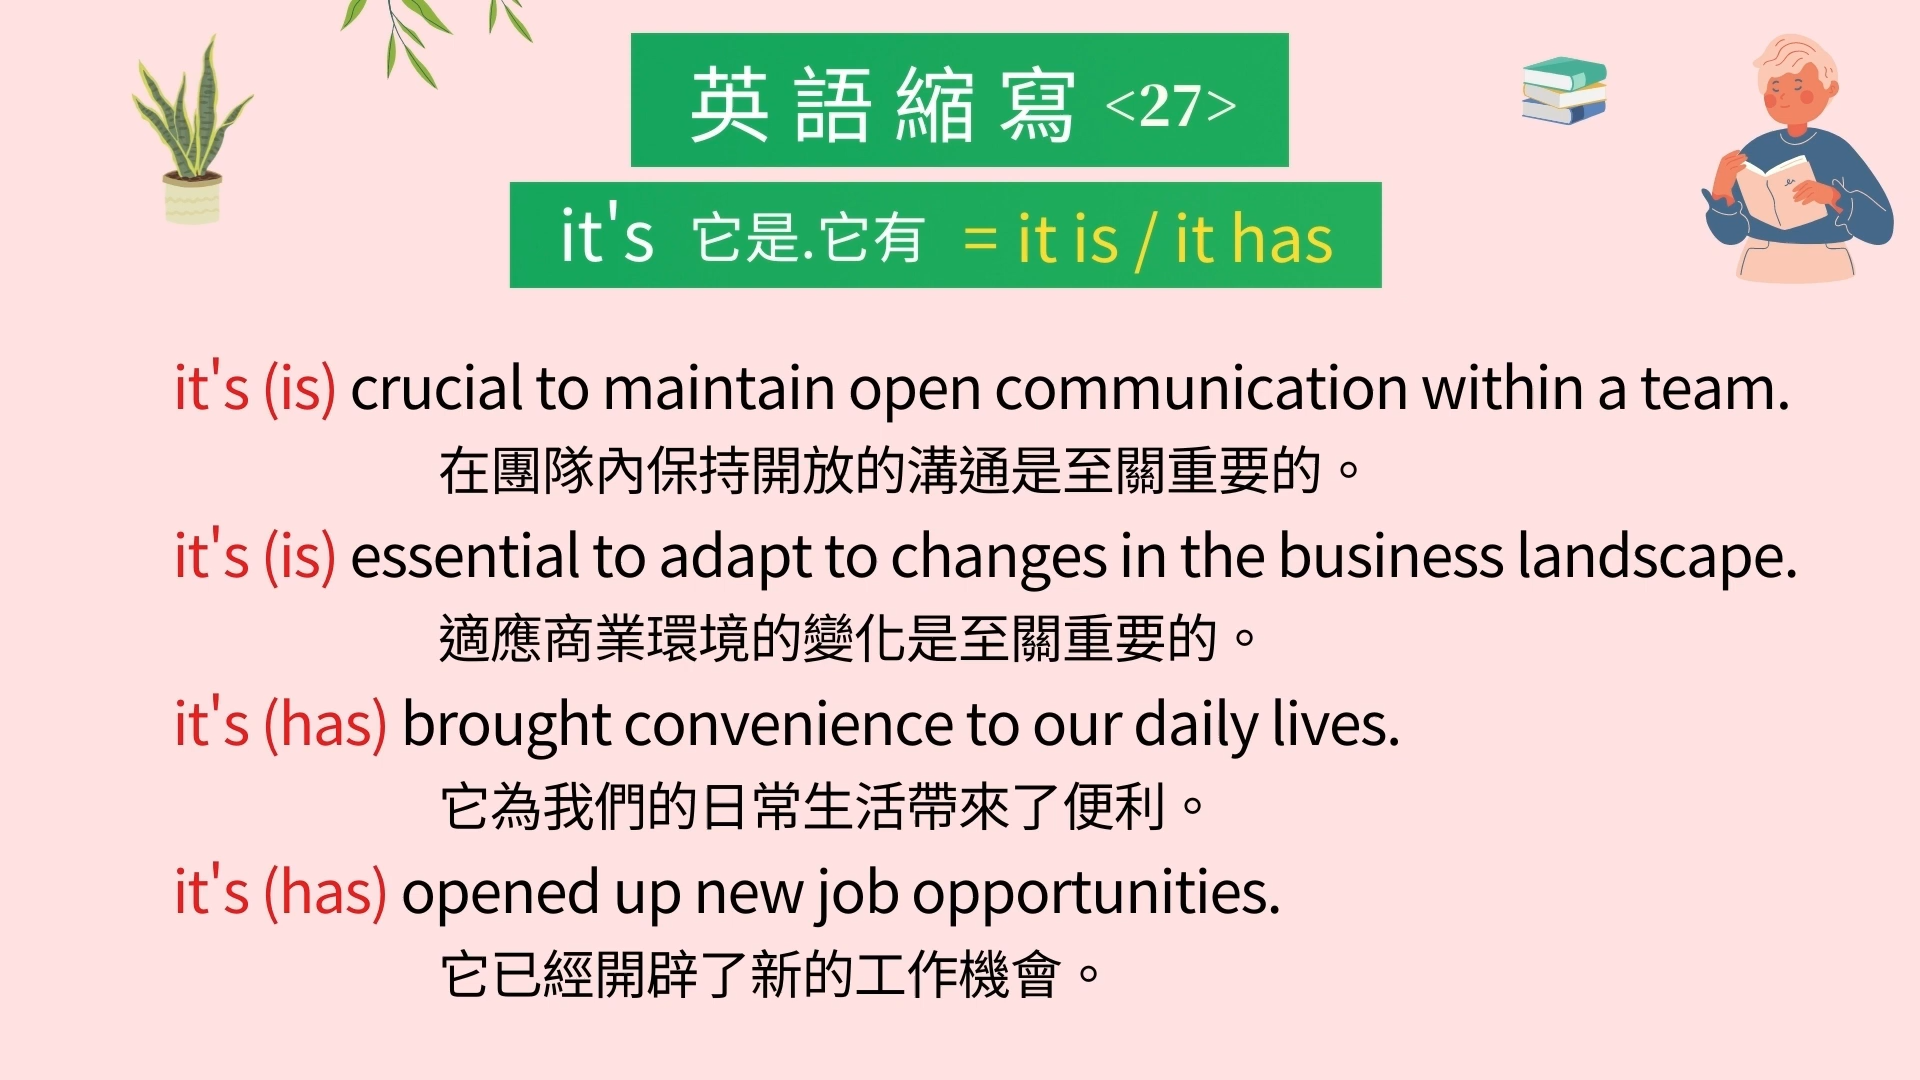 英語縮寫 <27>
it's 它是.它有 = it is / it has
it's (is) crucial to maintain open communication within a team.
在團隊內保持開放的溝通是至關重要的。
it's (is) essential to adapt to changes in the business landscape.
適應商業環境的變化是至關重要的。
it's (has) brought convenience to our daily lives.
它為我們的日常生活帶來了便利。
it's (has) opened up new job opportunities.
它已經開辟了新的工作機會。